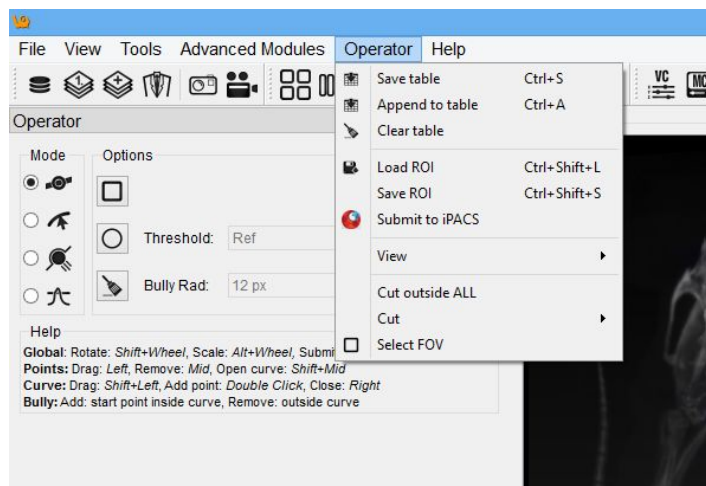 File View Tools Advanced Modules Operator Help
VC
Operator
Mode Options
Threshold: Ref
Bully Rad: 12 px
Save table Ctrl+S
Append to table Ctrl+A
Clear table
Load ROI Ctrl+Shift+L
Save ROI Ctrl+Shift+S
Submit to iPACS
View
Cut outside ALL
Cut
Select FOV
Help
Global: Rotate: Shift+Wheel, Scale: Alt+Wheel,
Points: Drag: Left, Remove: Mid, Open curve: Shift+Mid
Curve: Drag: Shift+Left, Add point: Double Click, Close: Right
Bully: Add: start point inside curve, Remove: outside curve